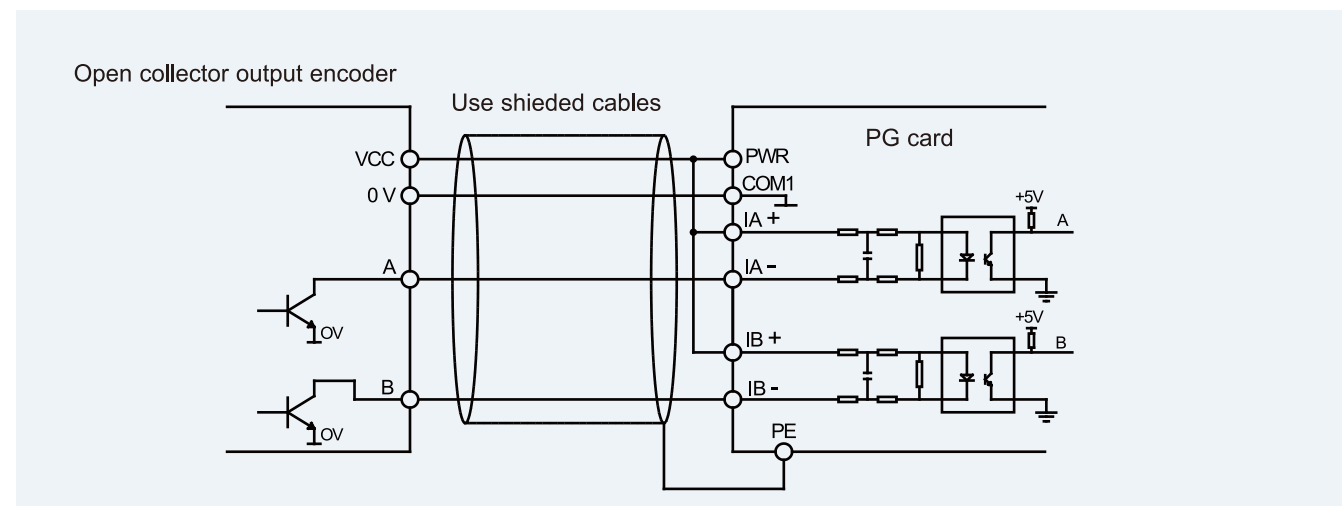 Open collector output encoder
Use shieded cables
PG card
VCC
PWR
0 V
COM1
IA +
+5V
A
A
IA -
OV
+5V
IB +
B
B
IB -
OV
PE